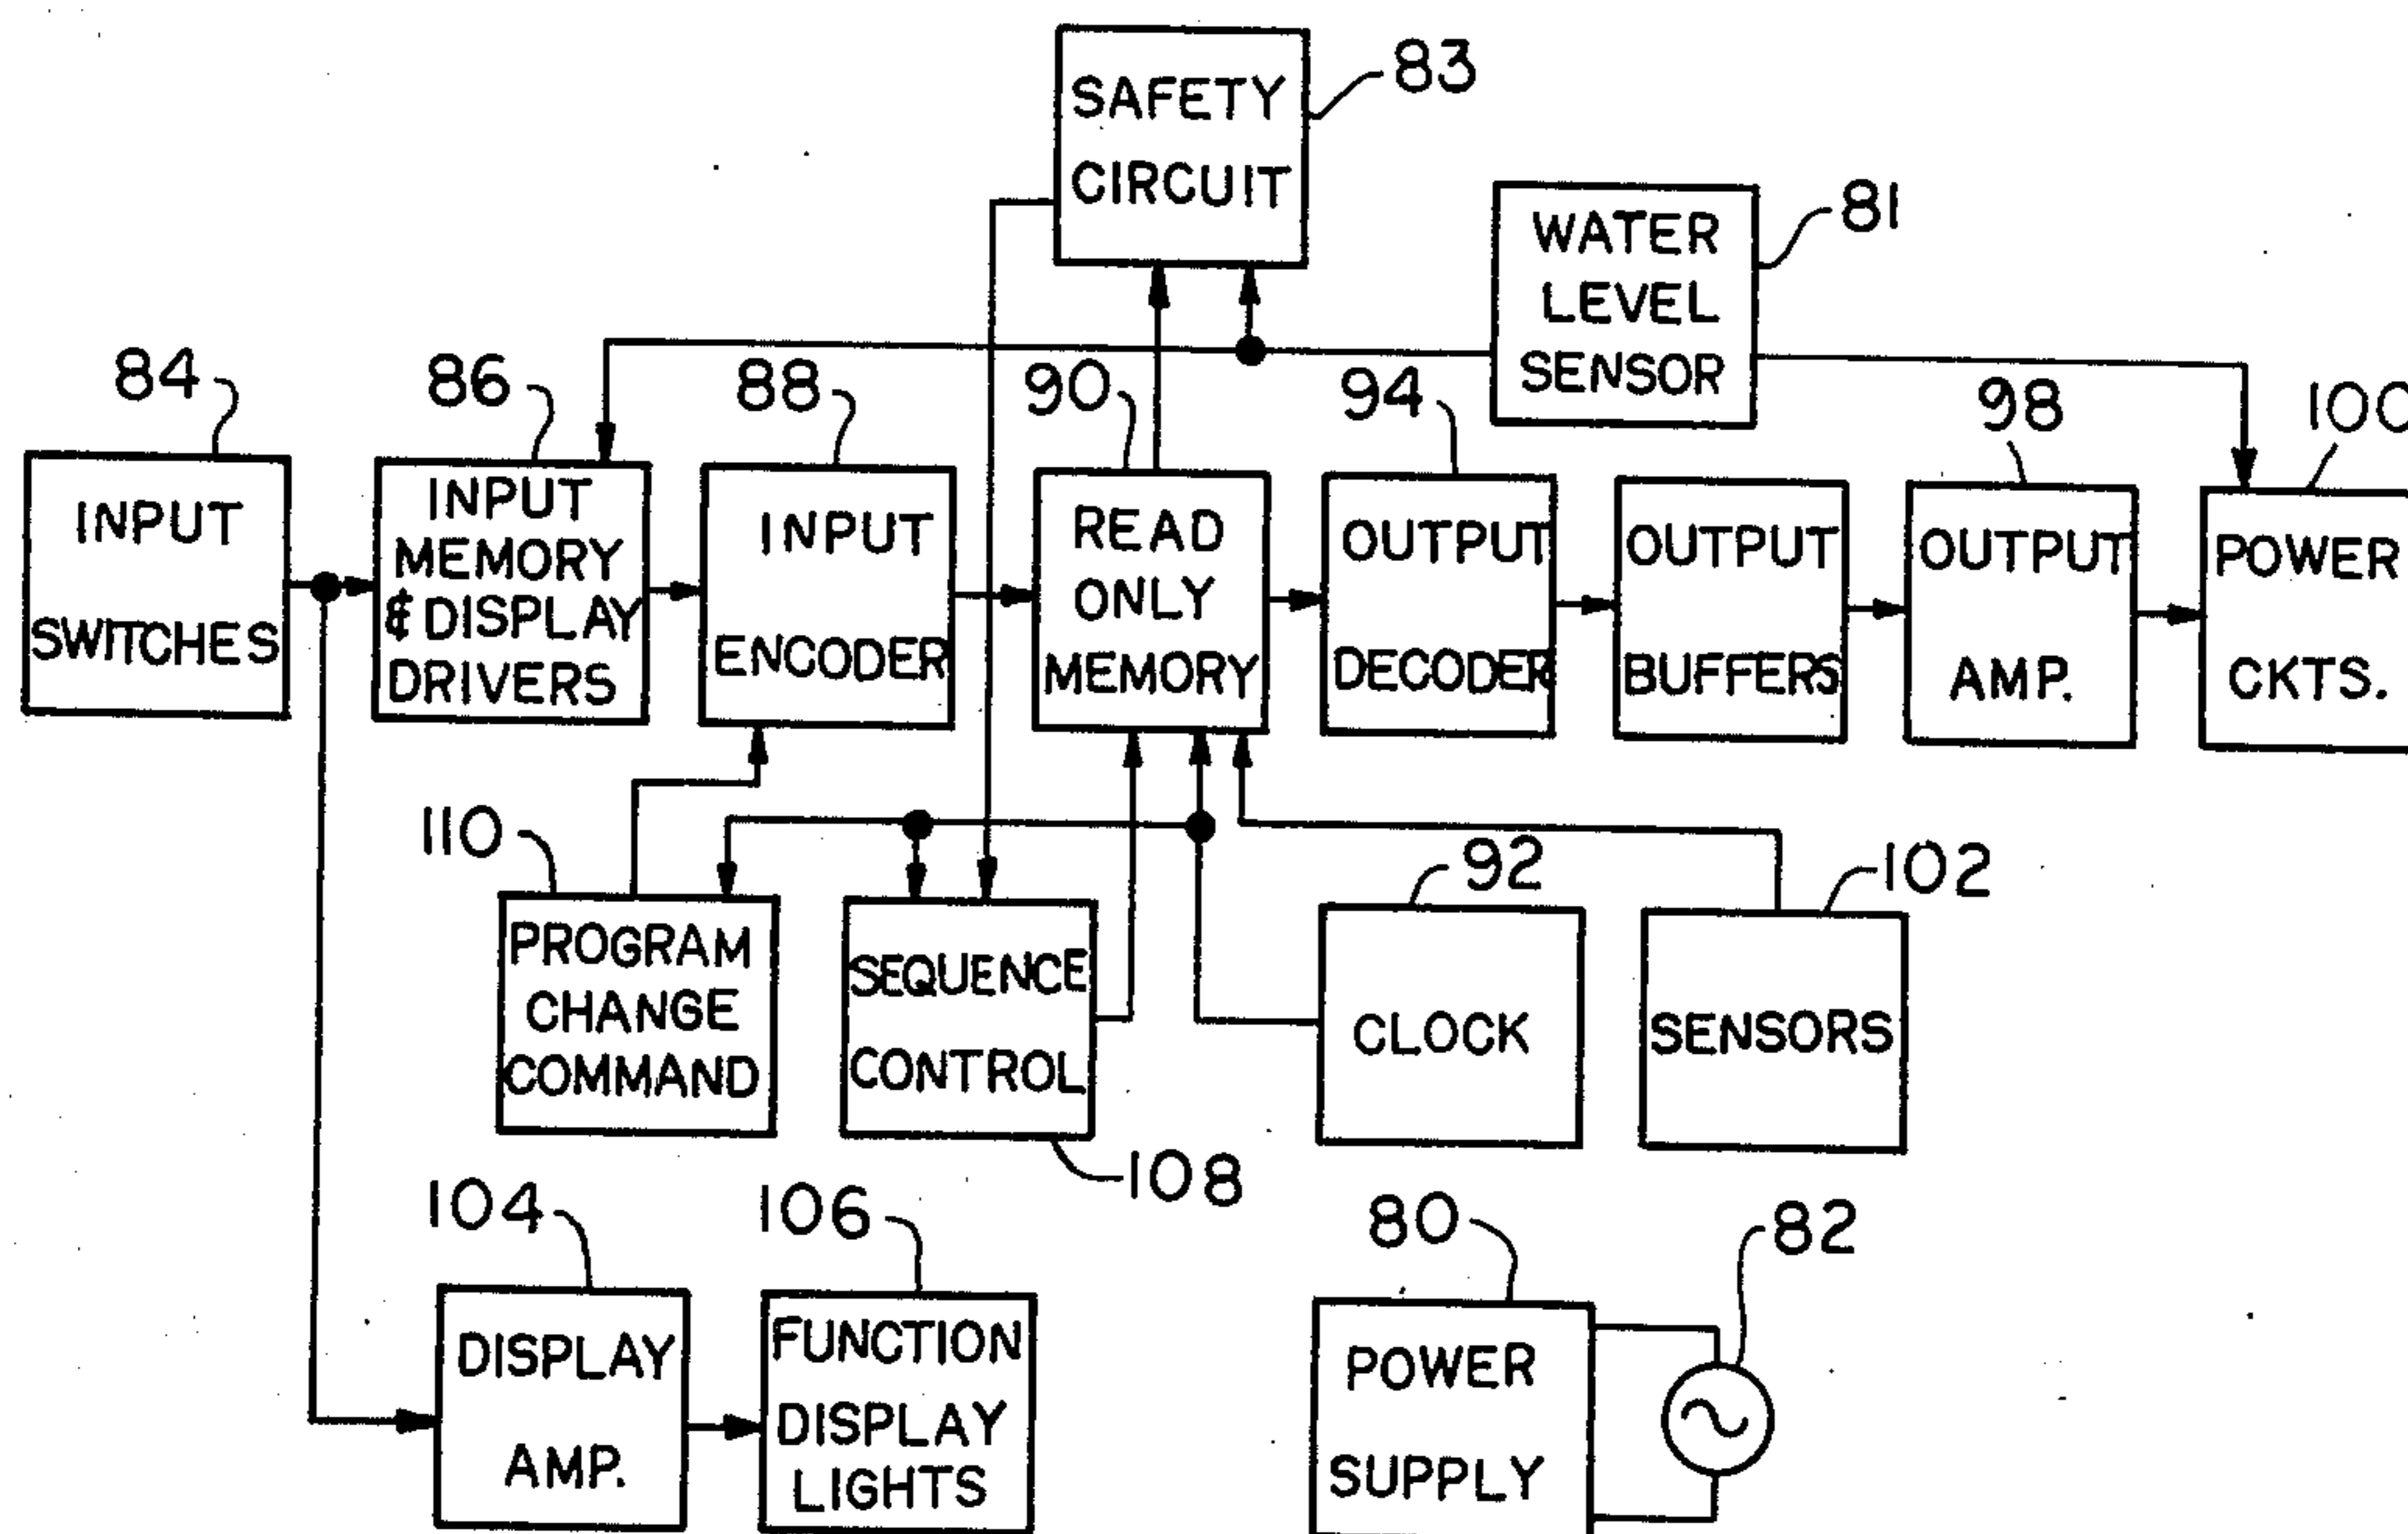 SAFETY
CIRCUIT
83
WATER
LEVEL
SENSOR
81
84
86
88
90
94
98
100
INPUT
SWITCHES
INPUT
MEMORY
& DISPLAY
DRIVERS
INPUT
ENCODER
READ
ONLY
MEMORY
OUTPUT
DECODER
OUTPUT
BUFFERS
OUTPUT
AMP.
POWER
CKTS.
110
92
102
PROGRAM
CHANGE
COMMAND
SEQUENCE
CONTROL
CLOCK
SENSORS
108
104
106
80
82
DISPLAY
AMP.
FUNCTION
DISPLAY
LIGHTS
POWER
SUPPLY